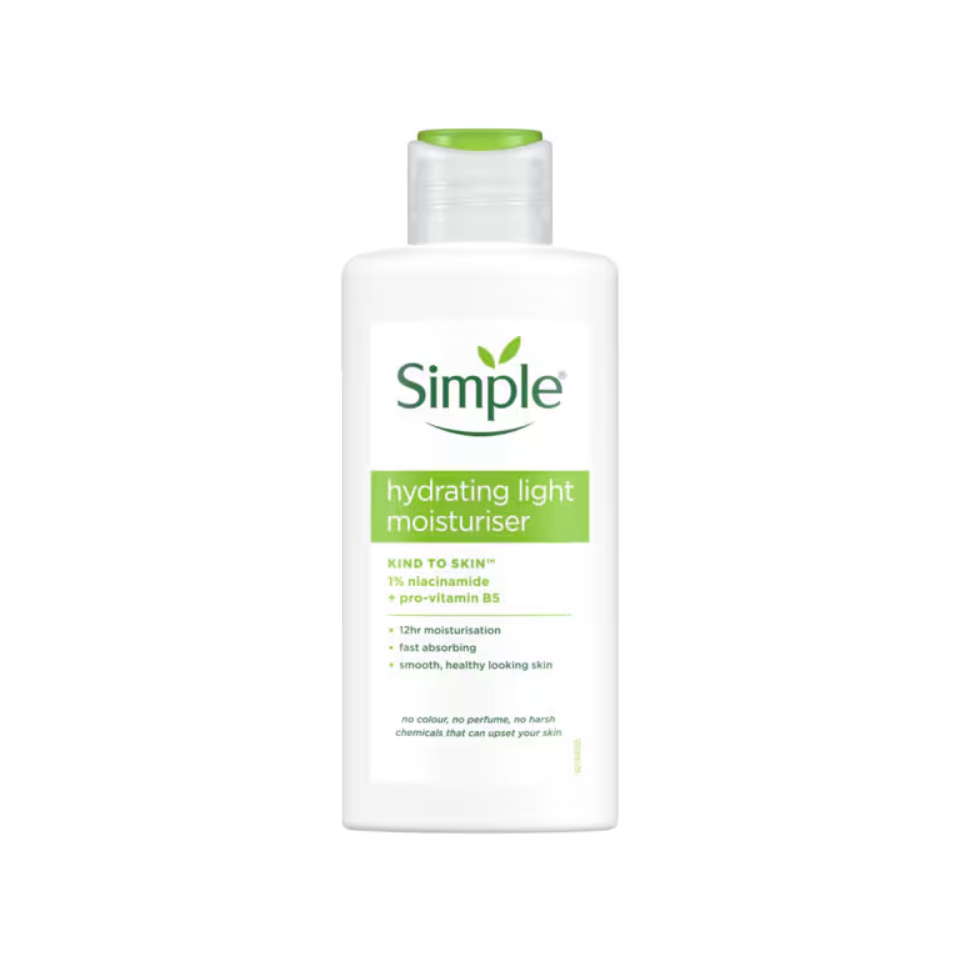 Simple®
hydrating light
moisturiser
KIND TO SKIN™
1% niacinamide
+ pro-vitamin B5
• 12hr moisturisation
• fast absorbing
• smooth, healthy looking skin
no colour, no perfume, no harsh
chemicals that can upset your skin